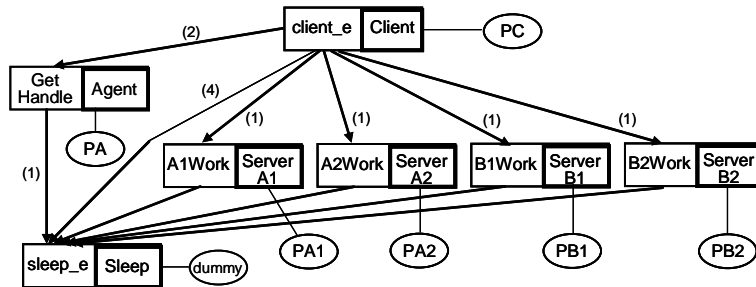 client_e Client PC
(2)
Get
Handle
Agent
(4)
(1) (1) (1) (1)
PA
(1)
A1Work Server
A1
A2Work Server
A2
B1Work Server
B1
B2Work Server
B2
sleep_e Sleep dummy
PA1 PA2 PB1 PB2